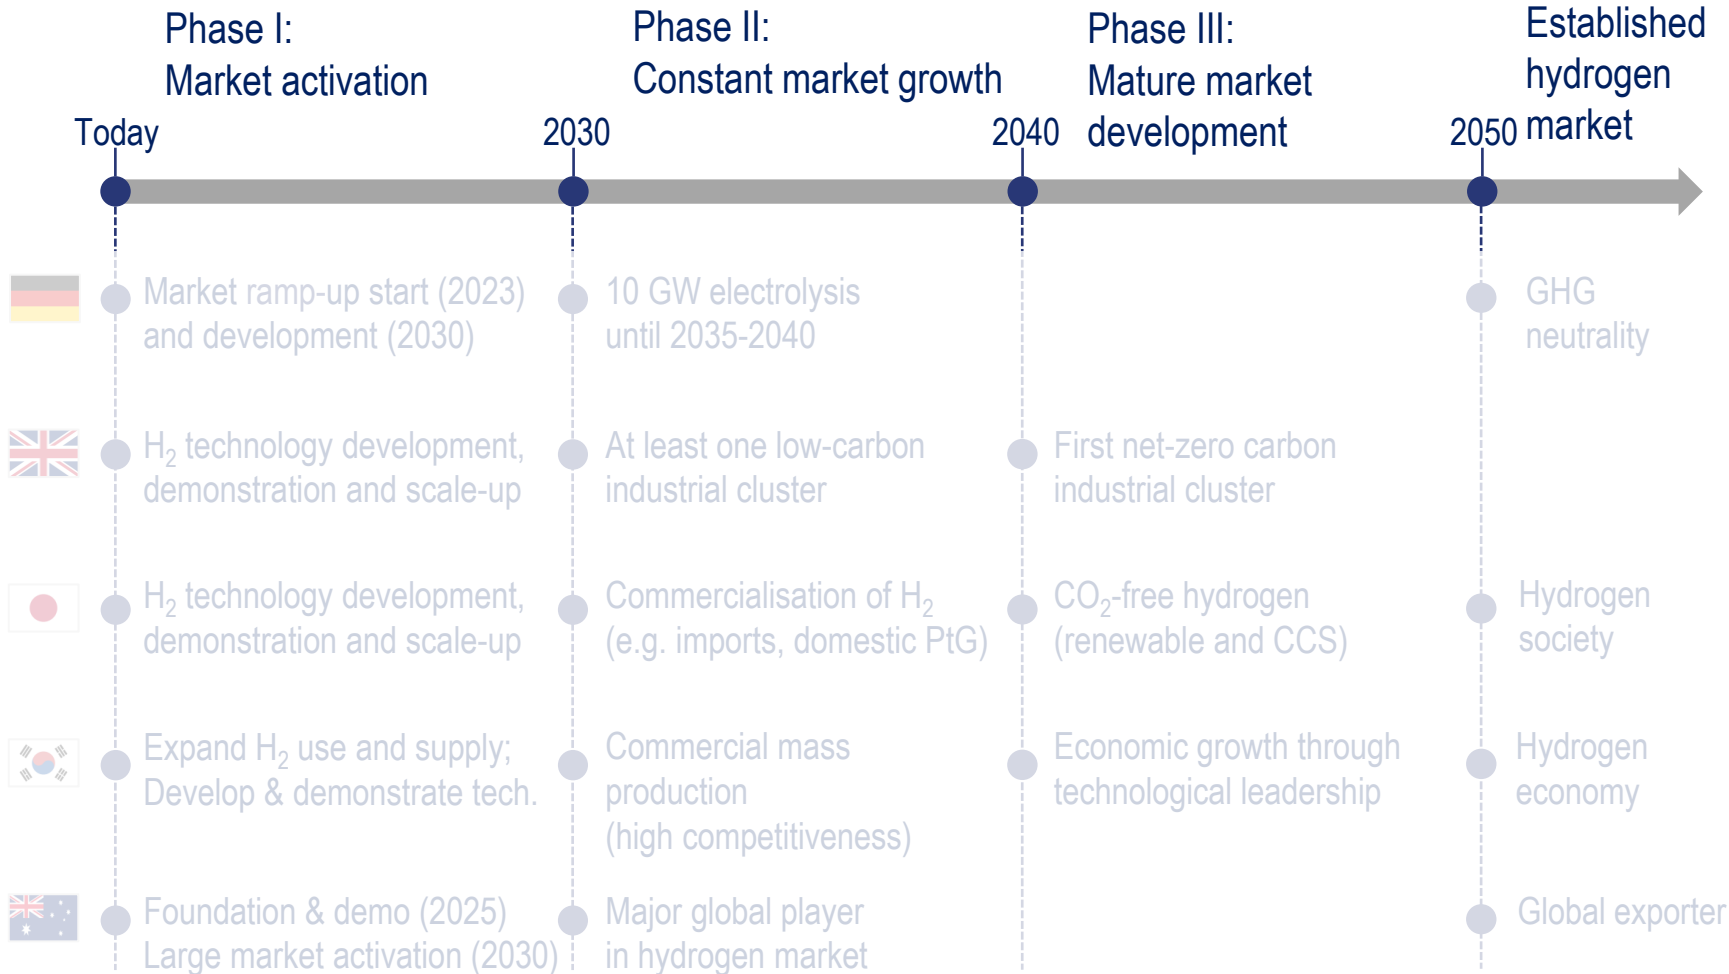 Phase I:
Market activation
Phase II:
Constant market growth
Phase III:
Mature market
development
Established
hydrogen
market
Today
2030
2040
2050
Market ramp-up start (2023)
and development (2030)
10 GW electrolysis
until 2035-2040
GHG
neutrality
H₂ technology development,
demonstration and scale-up
At least one low-carbon
industrial cluster
First net-zero carbon
industrial cluster
H₂ technology development,
demonstration and scale-up
Commercialisation of H₂
(e.g. imports, domestic PtG)
CO₂-free hydrogen
(renewable and CCS)
Hydrogen
society
Expand H₂ use and supply;
Develop & demonstrate tech.
Commercial mass
production
(high competitiveness)
Economic growth through
technological leadership
Hydrogen
economy
Foundation & demo (2025)
Large market activation (2030)
Major global player
in hydrogen market
Global exporter